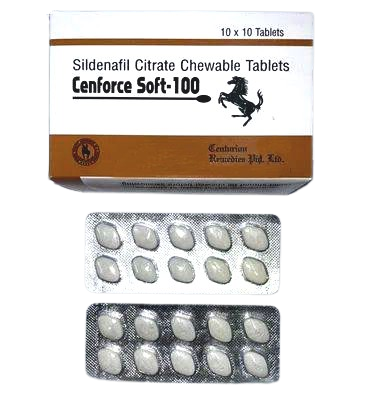 10 x 10 Tablets
Sildenafil Citrate Chewable Tablets
Cenforce Soft-100
Centurion
Remedies Pvt. Ltd.